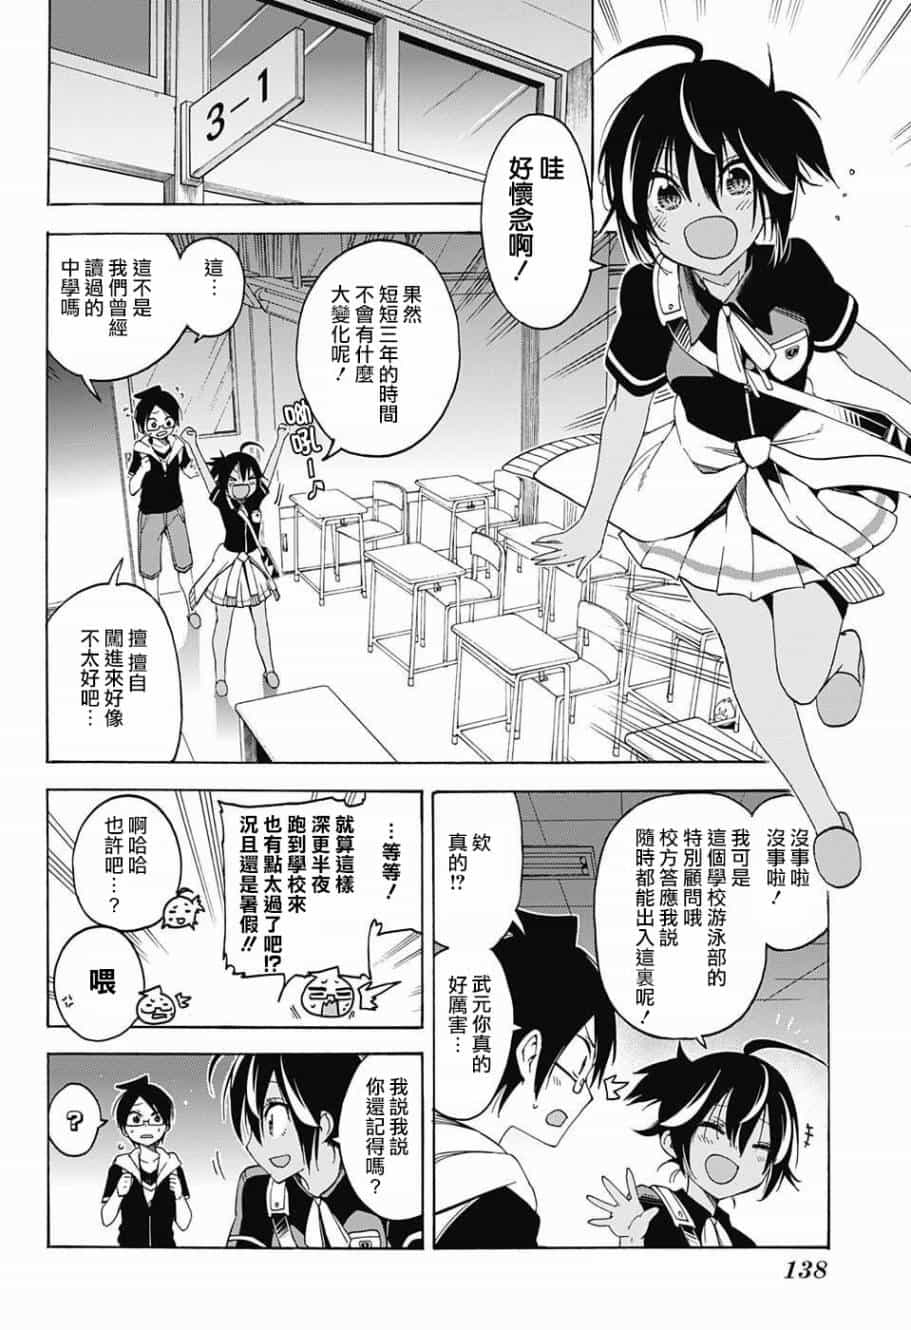 3-1
哇
好懷念啊！
果然
短短三年的時間
不會有什麼
大變化呢！
這…
這不是
我們曾經
讀過的
中學嗎
呦
吼
ー
擅擅自
闖進來好像
不太好吧…
沒事啦
沒事啦！
我可是
這個學校游泳部的
特別顧問哦
校方答應我說
隨時都能出入這裏呢！
欸
真的!?
武元你真的
好厲害…
…等等！
就算這樣
深更半夜
跑到學校來
也有點太過了吧!?
況且還是暑假!!
啊哈哈
也許吧…？
喂
我說我說
你還記得嗎？
？
138